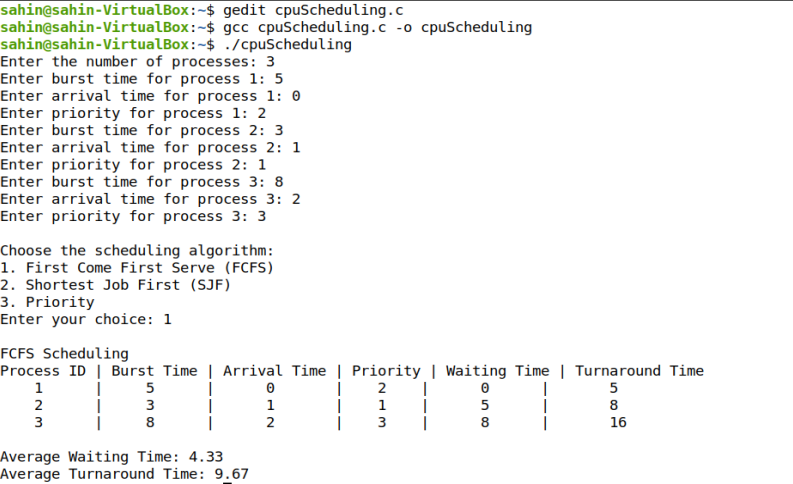 sahin@sahin-VirtualBox:~$ gedit cpuScheduling.c
sahin@sahin-VirtualBox:~$ gcc cpuScheduling.c -o cpuScheduling
sahin@sahin-VirtualBox:~$ ./cpuScheduling
Enter the number of processes: 3
Enter burst time for process 1: 5
Enter arrival time for process 1: 0
Enter priority for process 1: 2
Enter burst time for process 2: 3
Enter arrival time for process 2: 1
Enter priority for process 2: 1
Enter burst time for process 3: 8
Enter arrival time for process 3: 2
Enter priority for process 3: 3

Choose the scheduling algorithm:
1. First Come First Serve (FCFS)
2. Shortest Job First (SJF)
3. Priority
Enter your choice: 1

FCFS Scheduling
Process ID | Burst Time | Arrival Time | Priority | Waiting Time | Turnaround Time
    1      |     5      |      0       |    2    |      0      |       5
    2      |     3      |      1       |    1    |      5      |       8
    3      |     8      |      2       |    3    |      8      |       16

Average Waiting Time: 4.33
Average Turnaround Time: 9.67